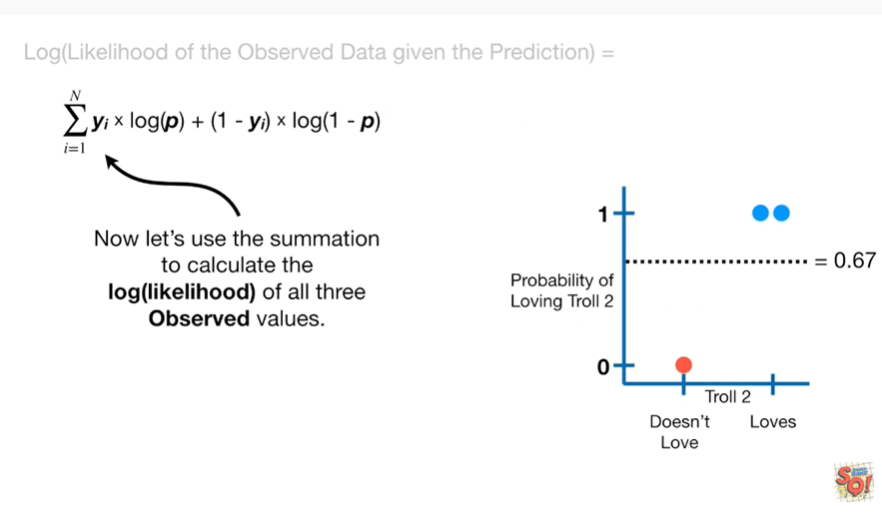 Log(Likelihood of the Observed Data given the Prediction) =
N
∑ yi × log(p) + (1 - yi) × log(1 - p)
i=1
Now let's use the summation
to calculate the
log(likelihood) of all three
Observed values.
1
= 0.67
Probability of
Loving Troll 2
0
Troll 2
Doesn't
Love
Loves
SQ!